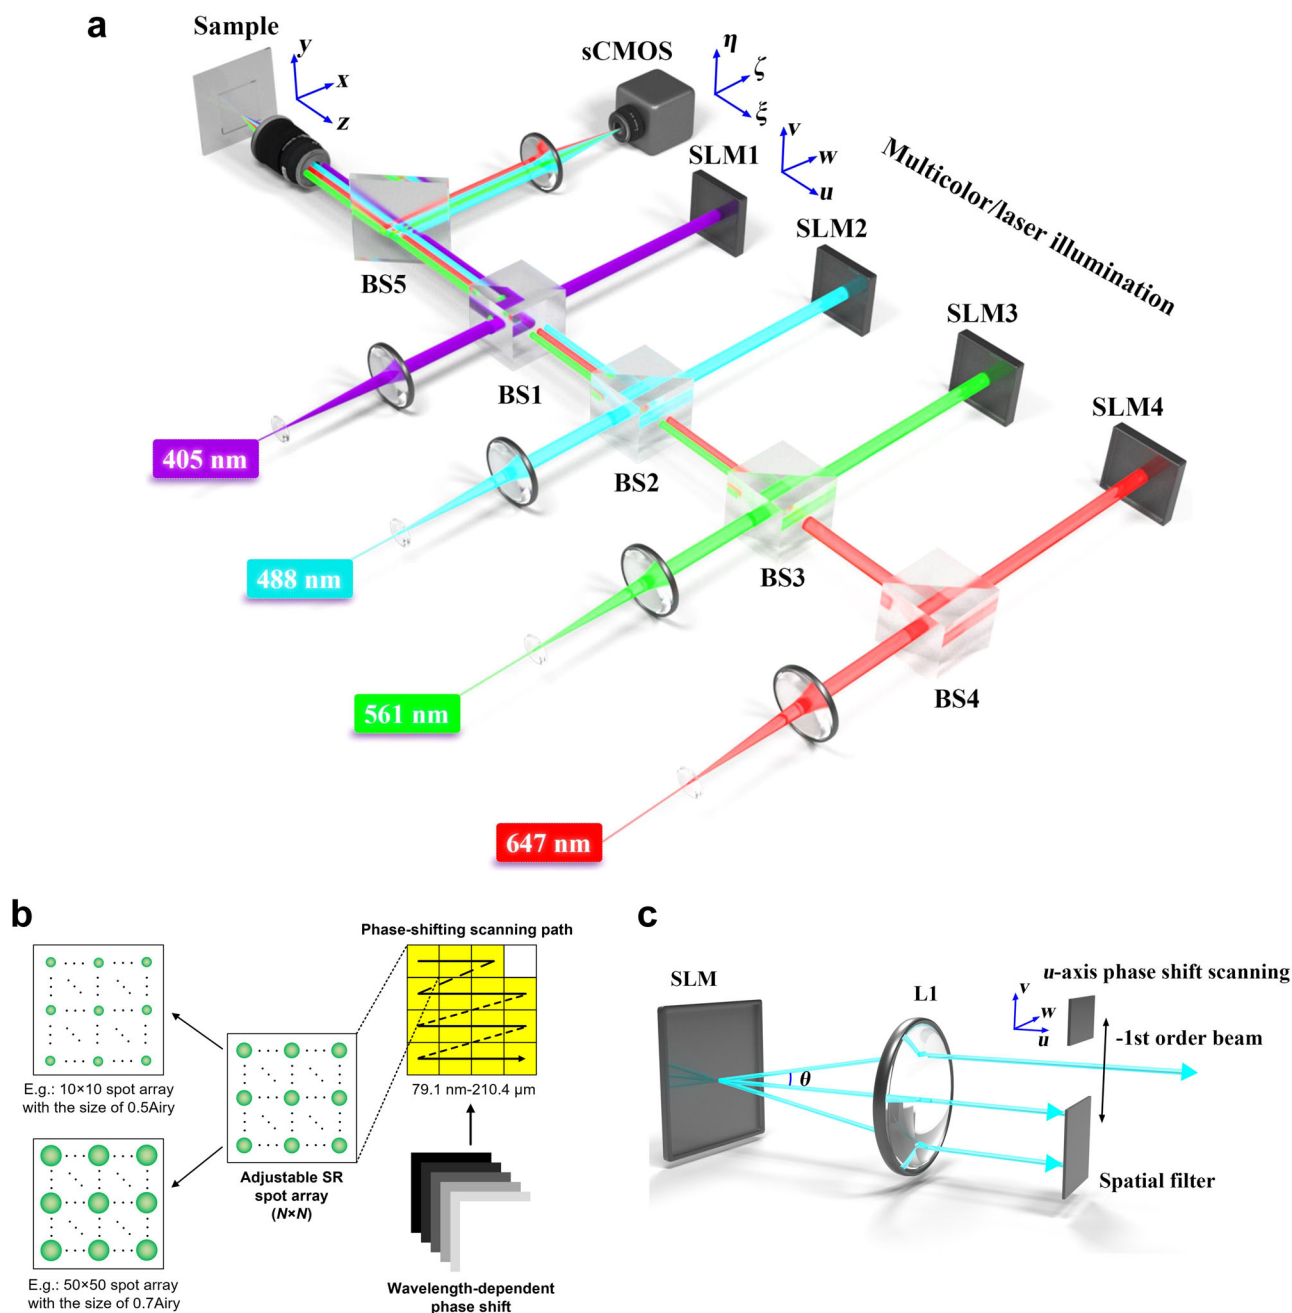 a
Sample
y
x
z
sCMOS
η
ζ
ξ
v
w
u
SLM1
SLM2
SLM3
SLM4
Multicolor/laser illumination
BS5
BS1
BS2
BS3
BS4
405 nm
488 nm
561 nm
647 nm
b
Phase-shifting scanning path
79.1 nm-210.4 μm
E.g.: 10×10 spot array
with the size of 0.5Airy
Adjustable SR
spot array
(N×N)
E.g.: 50×50 spot array
with the size of 0.7Airy
Wavelength-dependent
phase shift
c
SLM
L1
θ
u-axis phase shift scanning
v
w
u
-1st order beam
Spatial filter